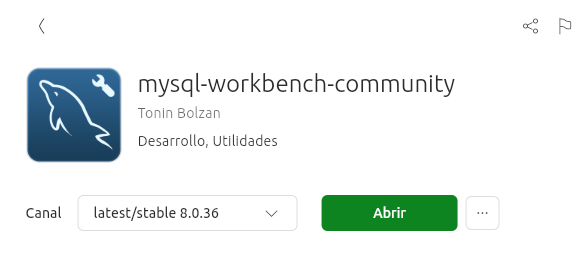 mysql-workbench-community
Tonin Bolzan
Desarrollo, Utilidades
Canal latest/stable 8.0.36 Abrir ...